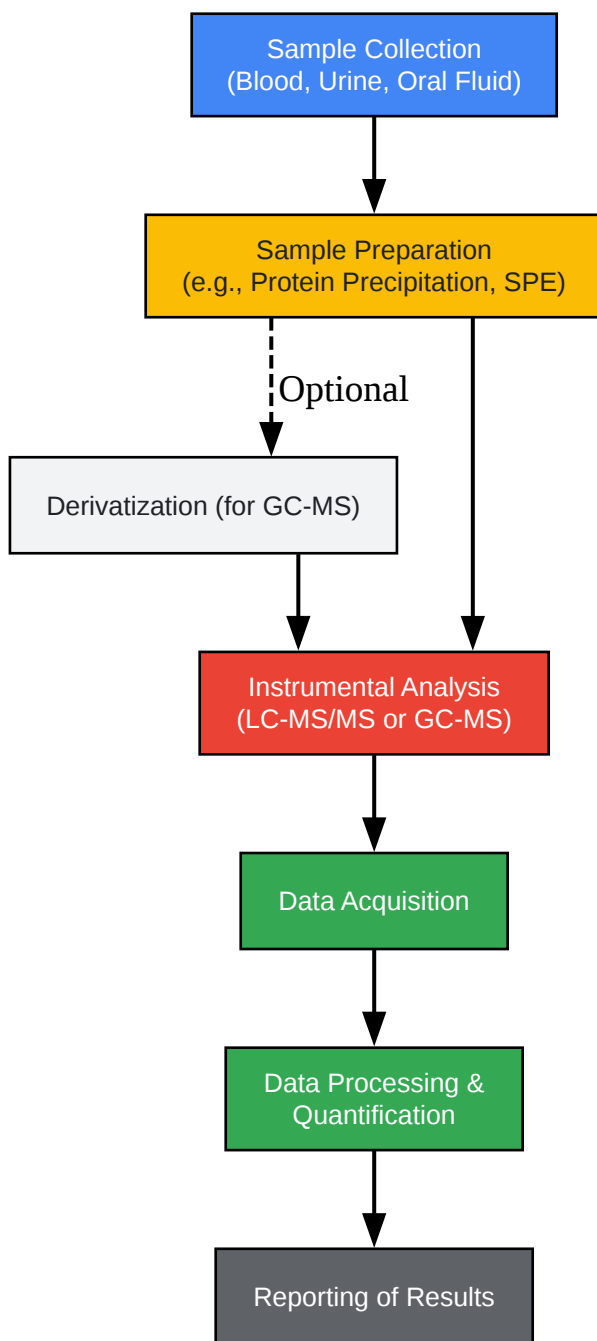 Sample Collection
(Blood, Urine, Oral Fluid)
Sample Preparation
(e.g., Protein Precipitation, SPE)
Optional
Derivatization (for GC-MS)
Instrumental Analysis
(LC-MS/MS or GC-MS)
Data Acquisition
Data Processing &
Quantification
Reporting of Results